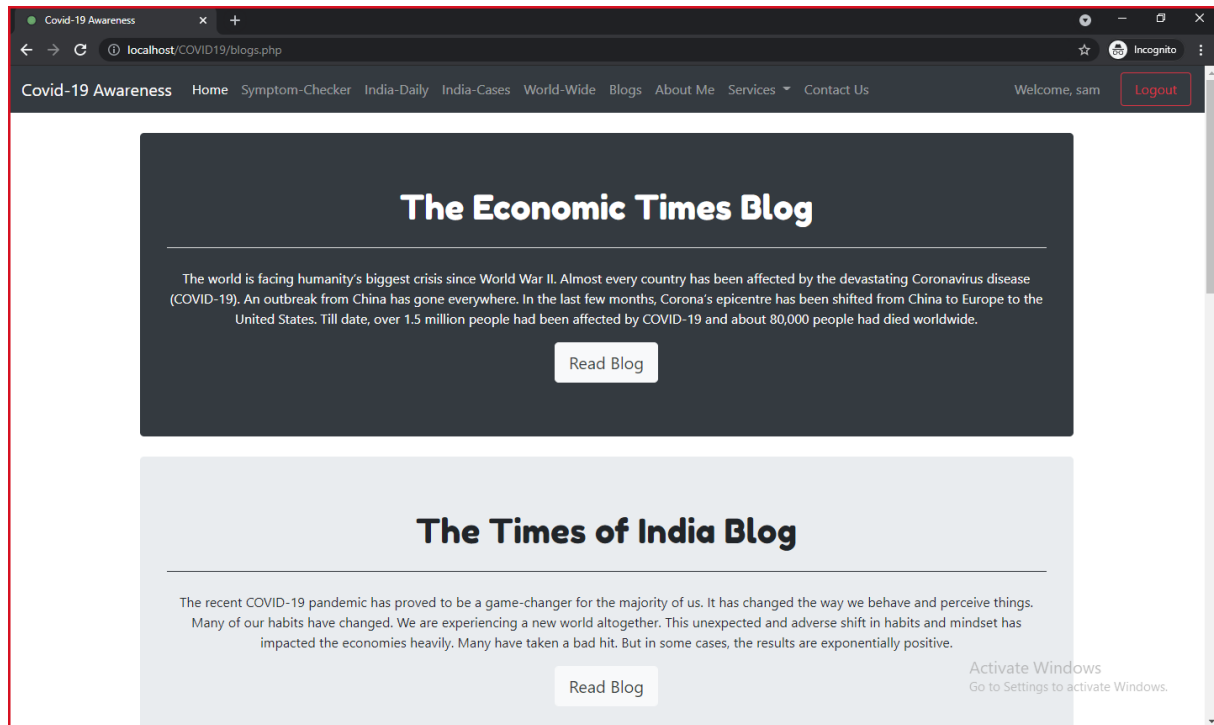 Covid-19 Awareness
localhost/COVID19/blogs.php
Incognito
Covid-19 Awareness Home Symptom-Checker India-Daily India-Cases World-Wide Blogs About Me Services Contact Us Welcome, sam Logout
The Economic Times Blog
The world is facing humanity's biggest crisis since World War II. Almost every country has been affected by the devastating Coronavirus disease
(COVID-19). An outbreak from China has gone everywhere. In the last few months, Corona's epicentre has been shifted from China to Europe to the
United States. Till date, over 1.5 million people had been affected by COVID-19 and about 80,000 people had died worldwide.
Read Blog
The Times of India Blog
The recent COVID-19 pandemic has proved to be a game-changer for the majority of us. It has changed the way we behave and perceive things.
Many of our habits have changed. We are experiencing a new world altogether. This unexpected and adverse shift in habits and mindset has
impacted the economies heavily. Many have taken a bad hit. But in some cases, the results are exponentially positive.
Read Blog
Activate Windows
Go to Settings to activate Windows.